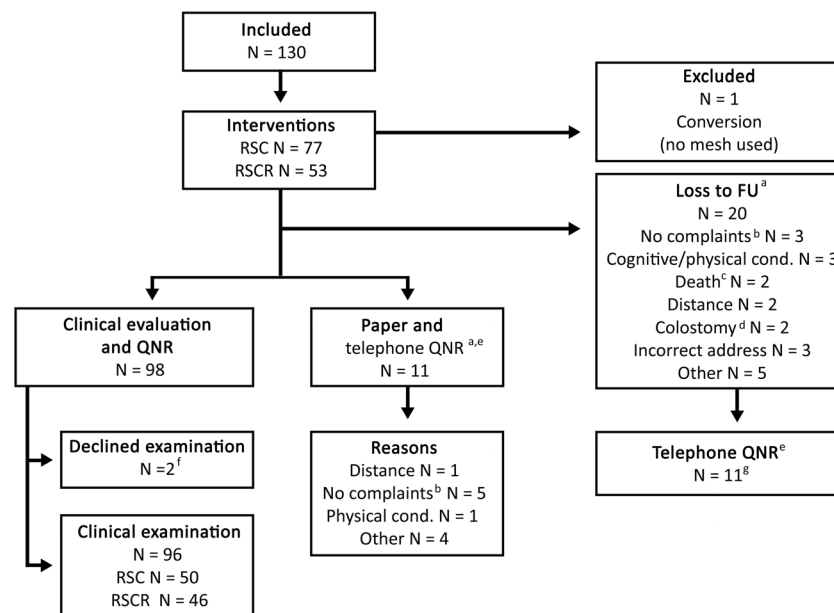 Included
N = 130
Interventions
RSC N = 77
RSCR N = 53
Excluded
N = 1
Conversion
(no mesh used)
Loss to FU a
N = 20
No complaints b N = 3
Cognitive/physical cond. N = 3
Death c N = 2
Distance N = 2
Colostomy d N = 2
Incorrect address N = 3
Other N = 5
Clinical evaluation
and QNR
N = 98
Paper and
telephone QNR a,e
N = 11
Declined examination
N =2 f
Reasons
Distance N = 1
No complaints b N = 5
Physical cond. N = 1
Other N = 4
Telephone QNR e
N = 11 g
Clinical examination
N = 96
RSC N = 50
RSCR N = 46